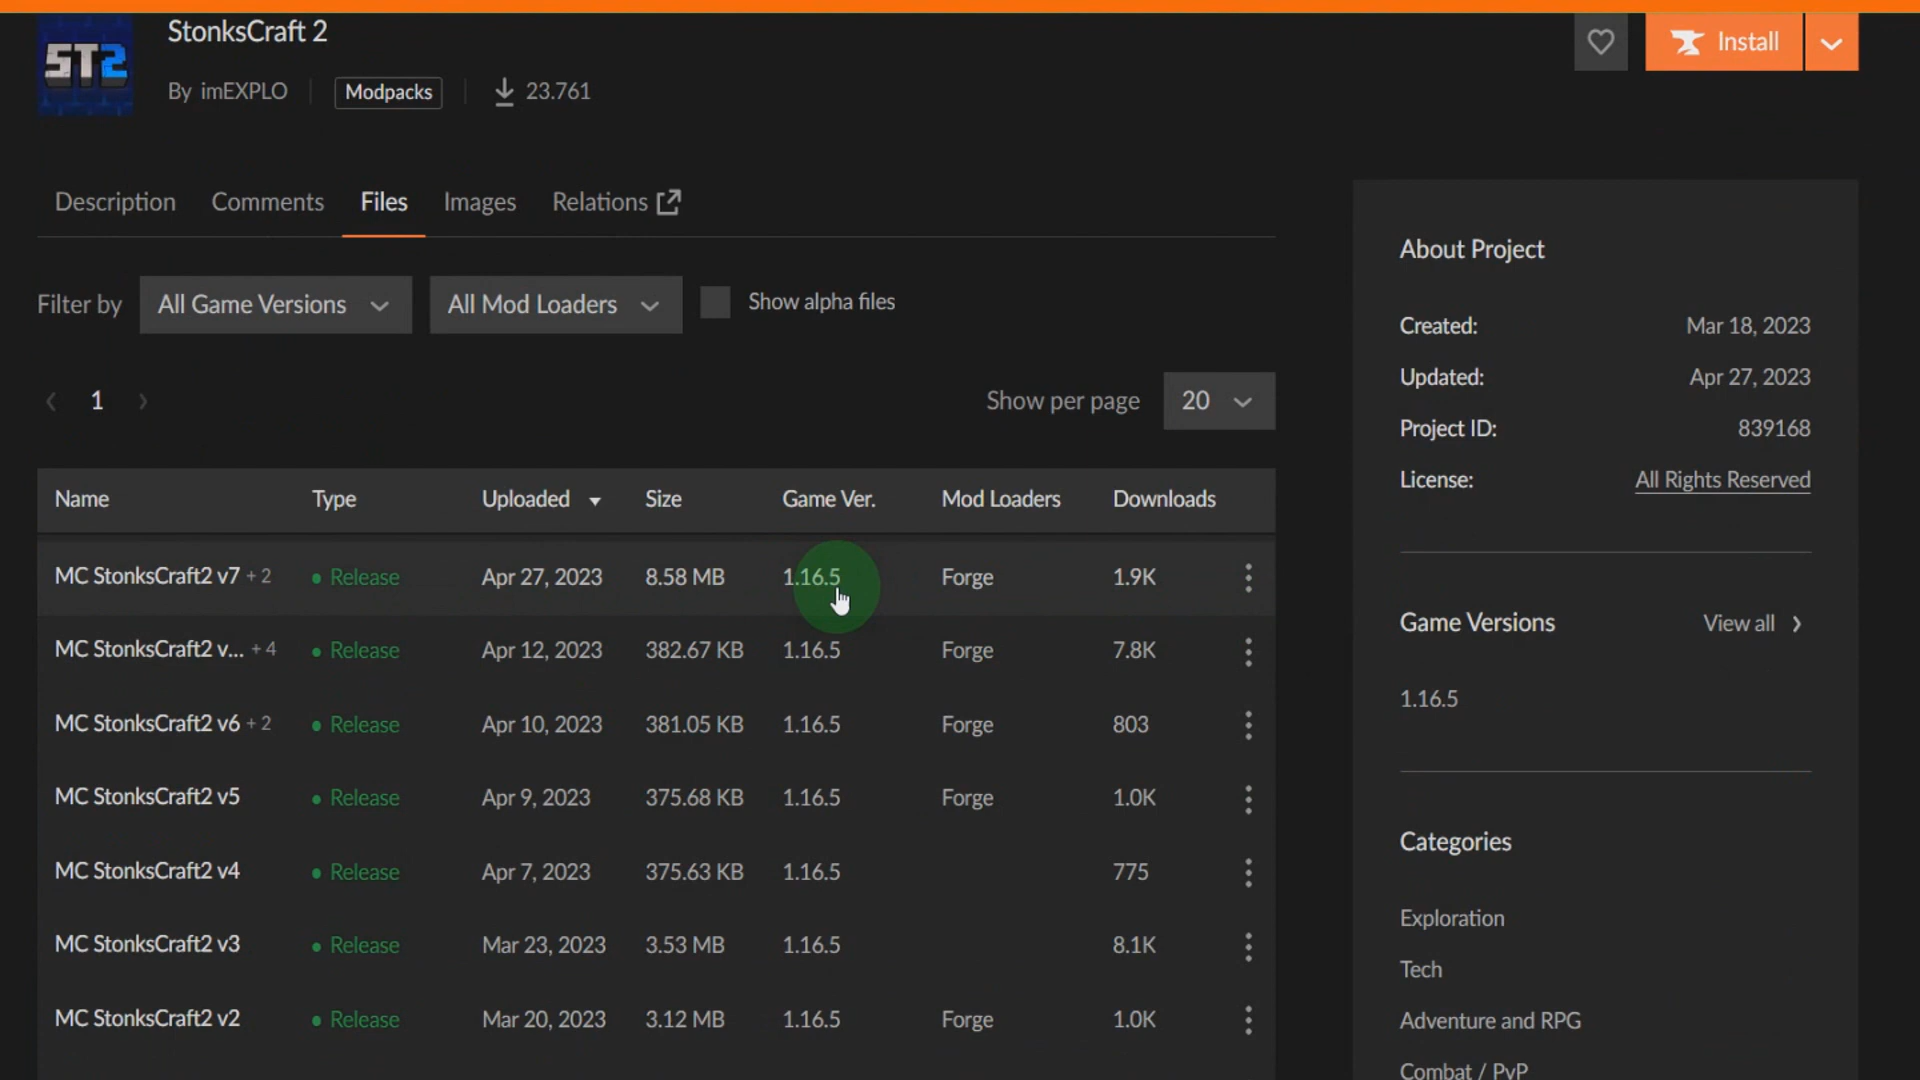 StonksCraft 2
ST2
By imEXPLO Modpacks 23.761
Install
Description Comments Files Images Relations
Filter by All Game Versions All Mod Loaders Show alpha files
1 Show per page 20
Name Type Uploaded Size Game Ver. Mod Loaders Downloads
MC StonksCraft2 v7 + 2 Release Apr 27, 2023 8.58 MB 1.16.5 Forge 1.9K
MC StonksCraft2 v... + 4 Release Apr 12, 2023 382.67 KB 1.16.5 Forge 7.8K
MC StonksCraft2 v6 + 2 Release Apr 10, 2023 381.05 KB 1.16.5 Forge 803
MC StonksCraft2 v5 Release Apr 9, 2023 375.68 KB 1.16.5 Forge 1.0K
MC StonksCraft2 v4 Release Apr 7, 2023 375.63 KB 1.16.5 775
MC StonksCraft2 v3 Release Mar 23, 2023 3.53 MB 1.16.5 8.1K
MC StonksCraft2 v2 Release Mar 20, 2023 3.12 MB 1.16.5 Forge 1.0K
About Project
Created: Mar 18, 2023
Updated: Apr 27, 2023
Project ID: 839168
License: All Rights Reserved
Game Versions View all
1.16.5
Categories
Exploration
Tech
Adventure and RPG
Combat / PvP